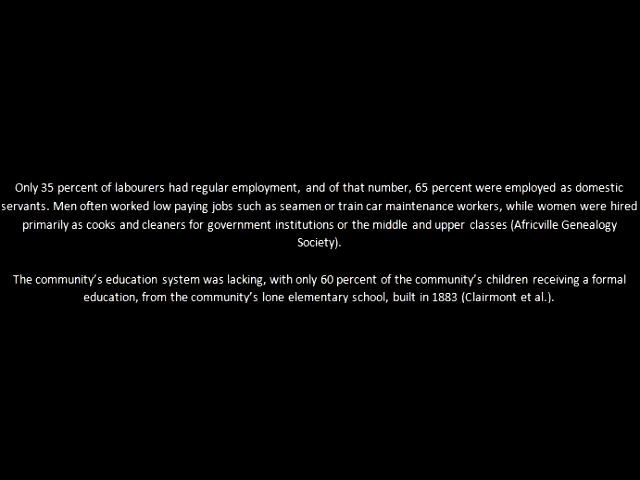 Only 35 percent of labourers had regular employment, and of that number, 65 percent were employed as domestic
servants. Men often worked low paying jobs such as seamen or train car maintenance workers, while women were hired
primarily as cooks and cleaners for government institutions or the middle and upper classes (Africville Genealogy
Society).
The community's education system was lacking, with only 60 percent of the community's children receiving a formal
education, from the community's lone elementary school, built in 1883 (Clairmont et al.).